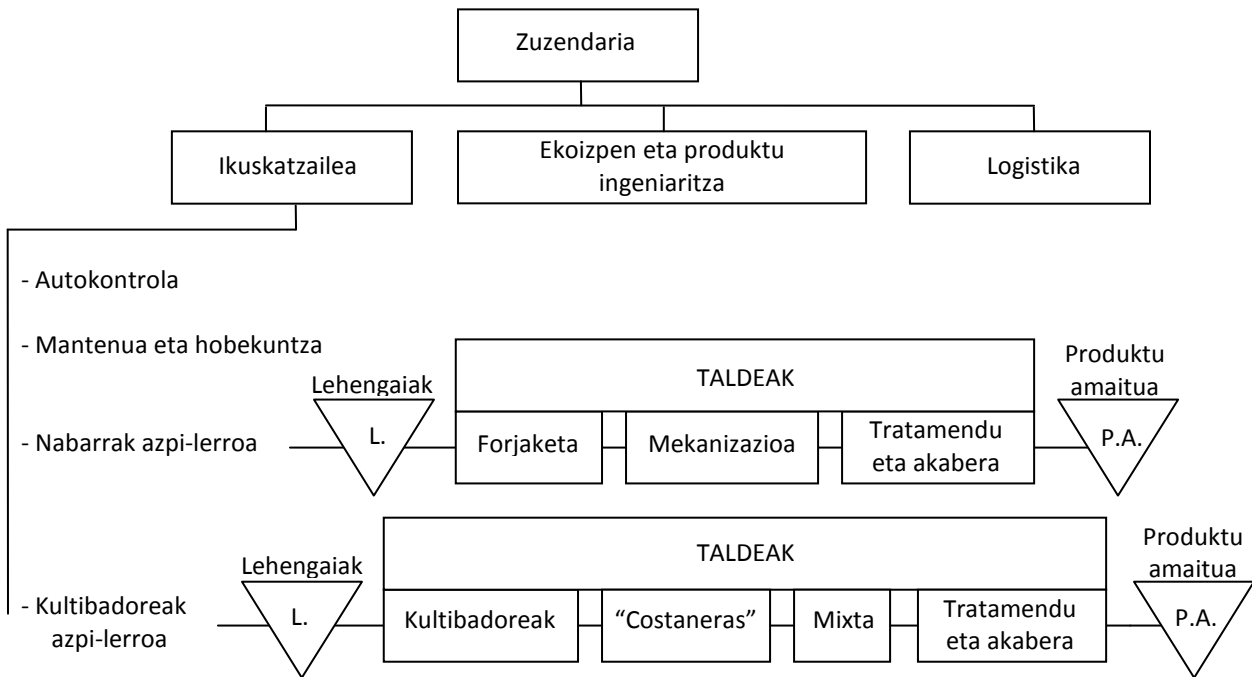 Zuzendaria
Ikuskatzailea
Ekoizpen eta produktu
ingeniaritza
Logistika
- Autokontrola
- Mantenua eta hobekuntza
Lehengaiak
TALDEAK
Produktu
amaitua
- Nabarrak azpi-lerroa
L.
Forjaketa
Mekanizazioa
Tratamendu
eta akabera
P.A.
Lehengaiak
TALDEAK
Produktu
amaitua
- Kultibadoreak
azpi-lerroa
L.
Kultibadoreak
“Costaneras”
Mixta
Tratamendu
eta akabera
P.A.